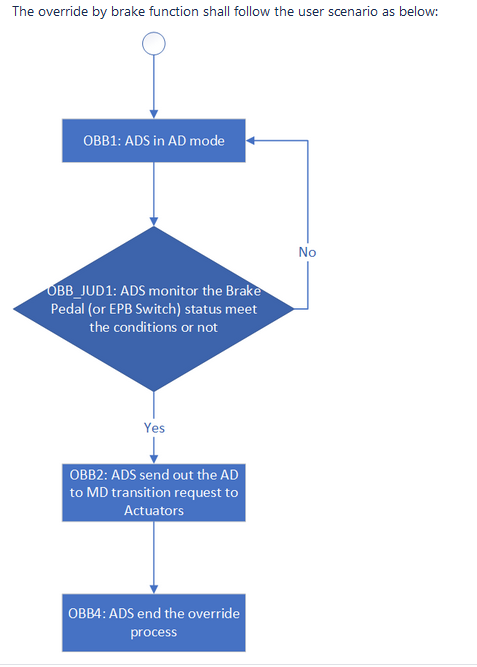 The override by brake function shall follow the user scenario as below:
OBB1: ADS in AD mode
No
OBB_JUD1: ADS monitor the Brake
Pedal (or EPB Switch) status meet
the conditions or not
Yes
OBB2: ADS send out the AD
to MD transition request to
Actuators
OBB4: ADS end the override
process